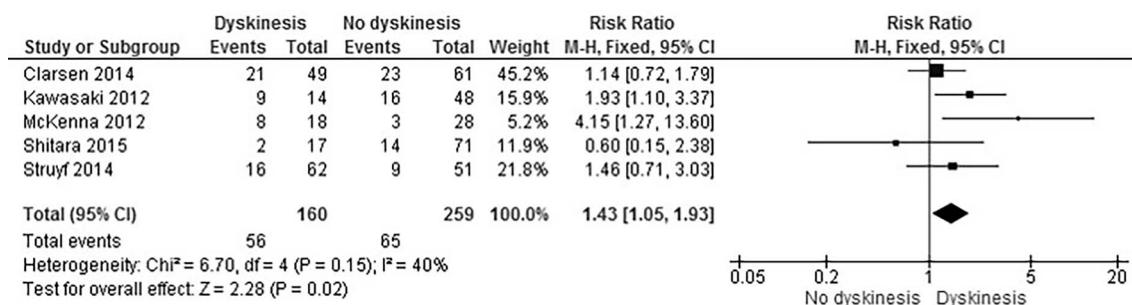 Dyskinesis No dyskinesis Risk Ratio Risk Ratio
Study or Subgroup Events Total Events Total Weight M-H, Fixed, 95% CI M-H, Fixed, 95% CI
Clarsen 2014 21 49 23 61 45.2% 1.14 [0.72, 1.79]
Kawasaki 2012 9 14 16 48 15.9% 1.93 [1.10, 3.37]
McKenna 2012 8 18 3 28 5.2% 4.15 [1.27, 13.60]
Shitara 2015 2 17 14 71 11.9% 0.60 [0.15, 2.38]
Struyf 2014 16 62 9 51 21.8% 1.46 [0.71, 3.03]
Total (95% CI) 160 259 100.0% 1.43 [1.05, 1.93]
Total events 56 65
Heterogeneity: Chi² = 6.70, df = 4 (P = 0.15); I² = 40%
Test for overall effect: Z = 2.28 (P = 0.02)
0.05 0.2 1 5 20
No dyskinesis Dyskinesis